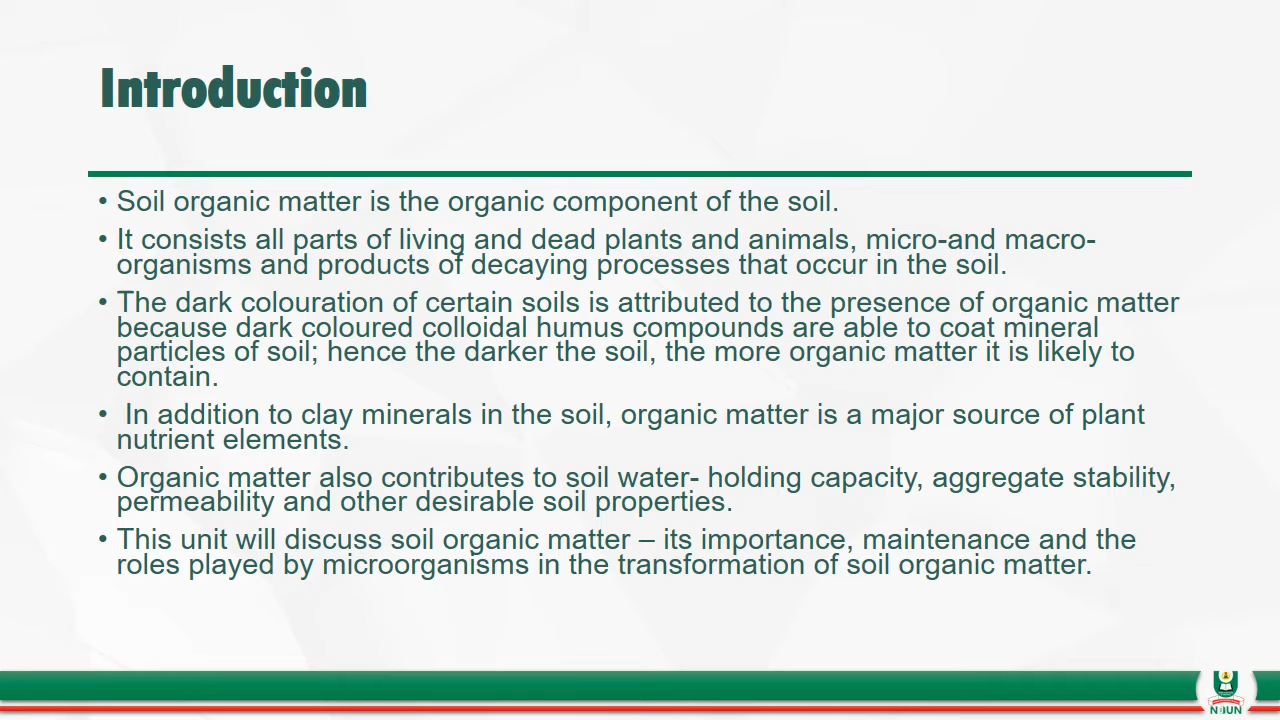 Introduction
• Soil organic matter is the organic component of the soil.
• It consists all parts of living and dead plants and animals, micro-and macro-
organisms and products of decaying processes that occur in the soil.
• The dark colouration of certain soils is attributed to the presence of organic matter
because dark coloured colloidal humus compounds are able to coat mineral
particles of soil; hence the darker the soil, the more organic matter it is likely to
contain.
• In addition to clay minerals in the soil, organic matter is a major source of plant
nutrient elements.
• Organic matter also contributes to soil water- holding capacity, aggregate stability,
permeability and other desirable soil properties.
• This unit will discuss soil organic matter – its importance, maintenance and the
roles played by microorganisms in the transformation of soil organic matter.
NOUN